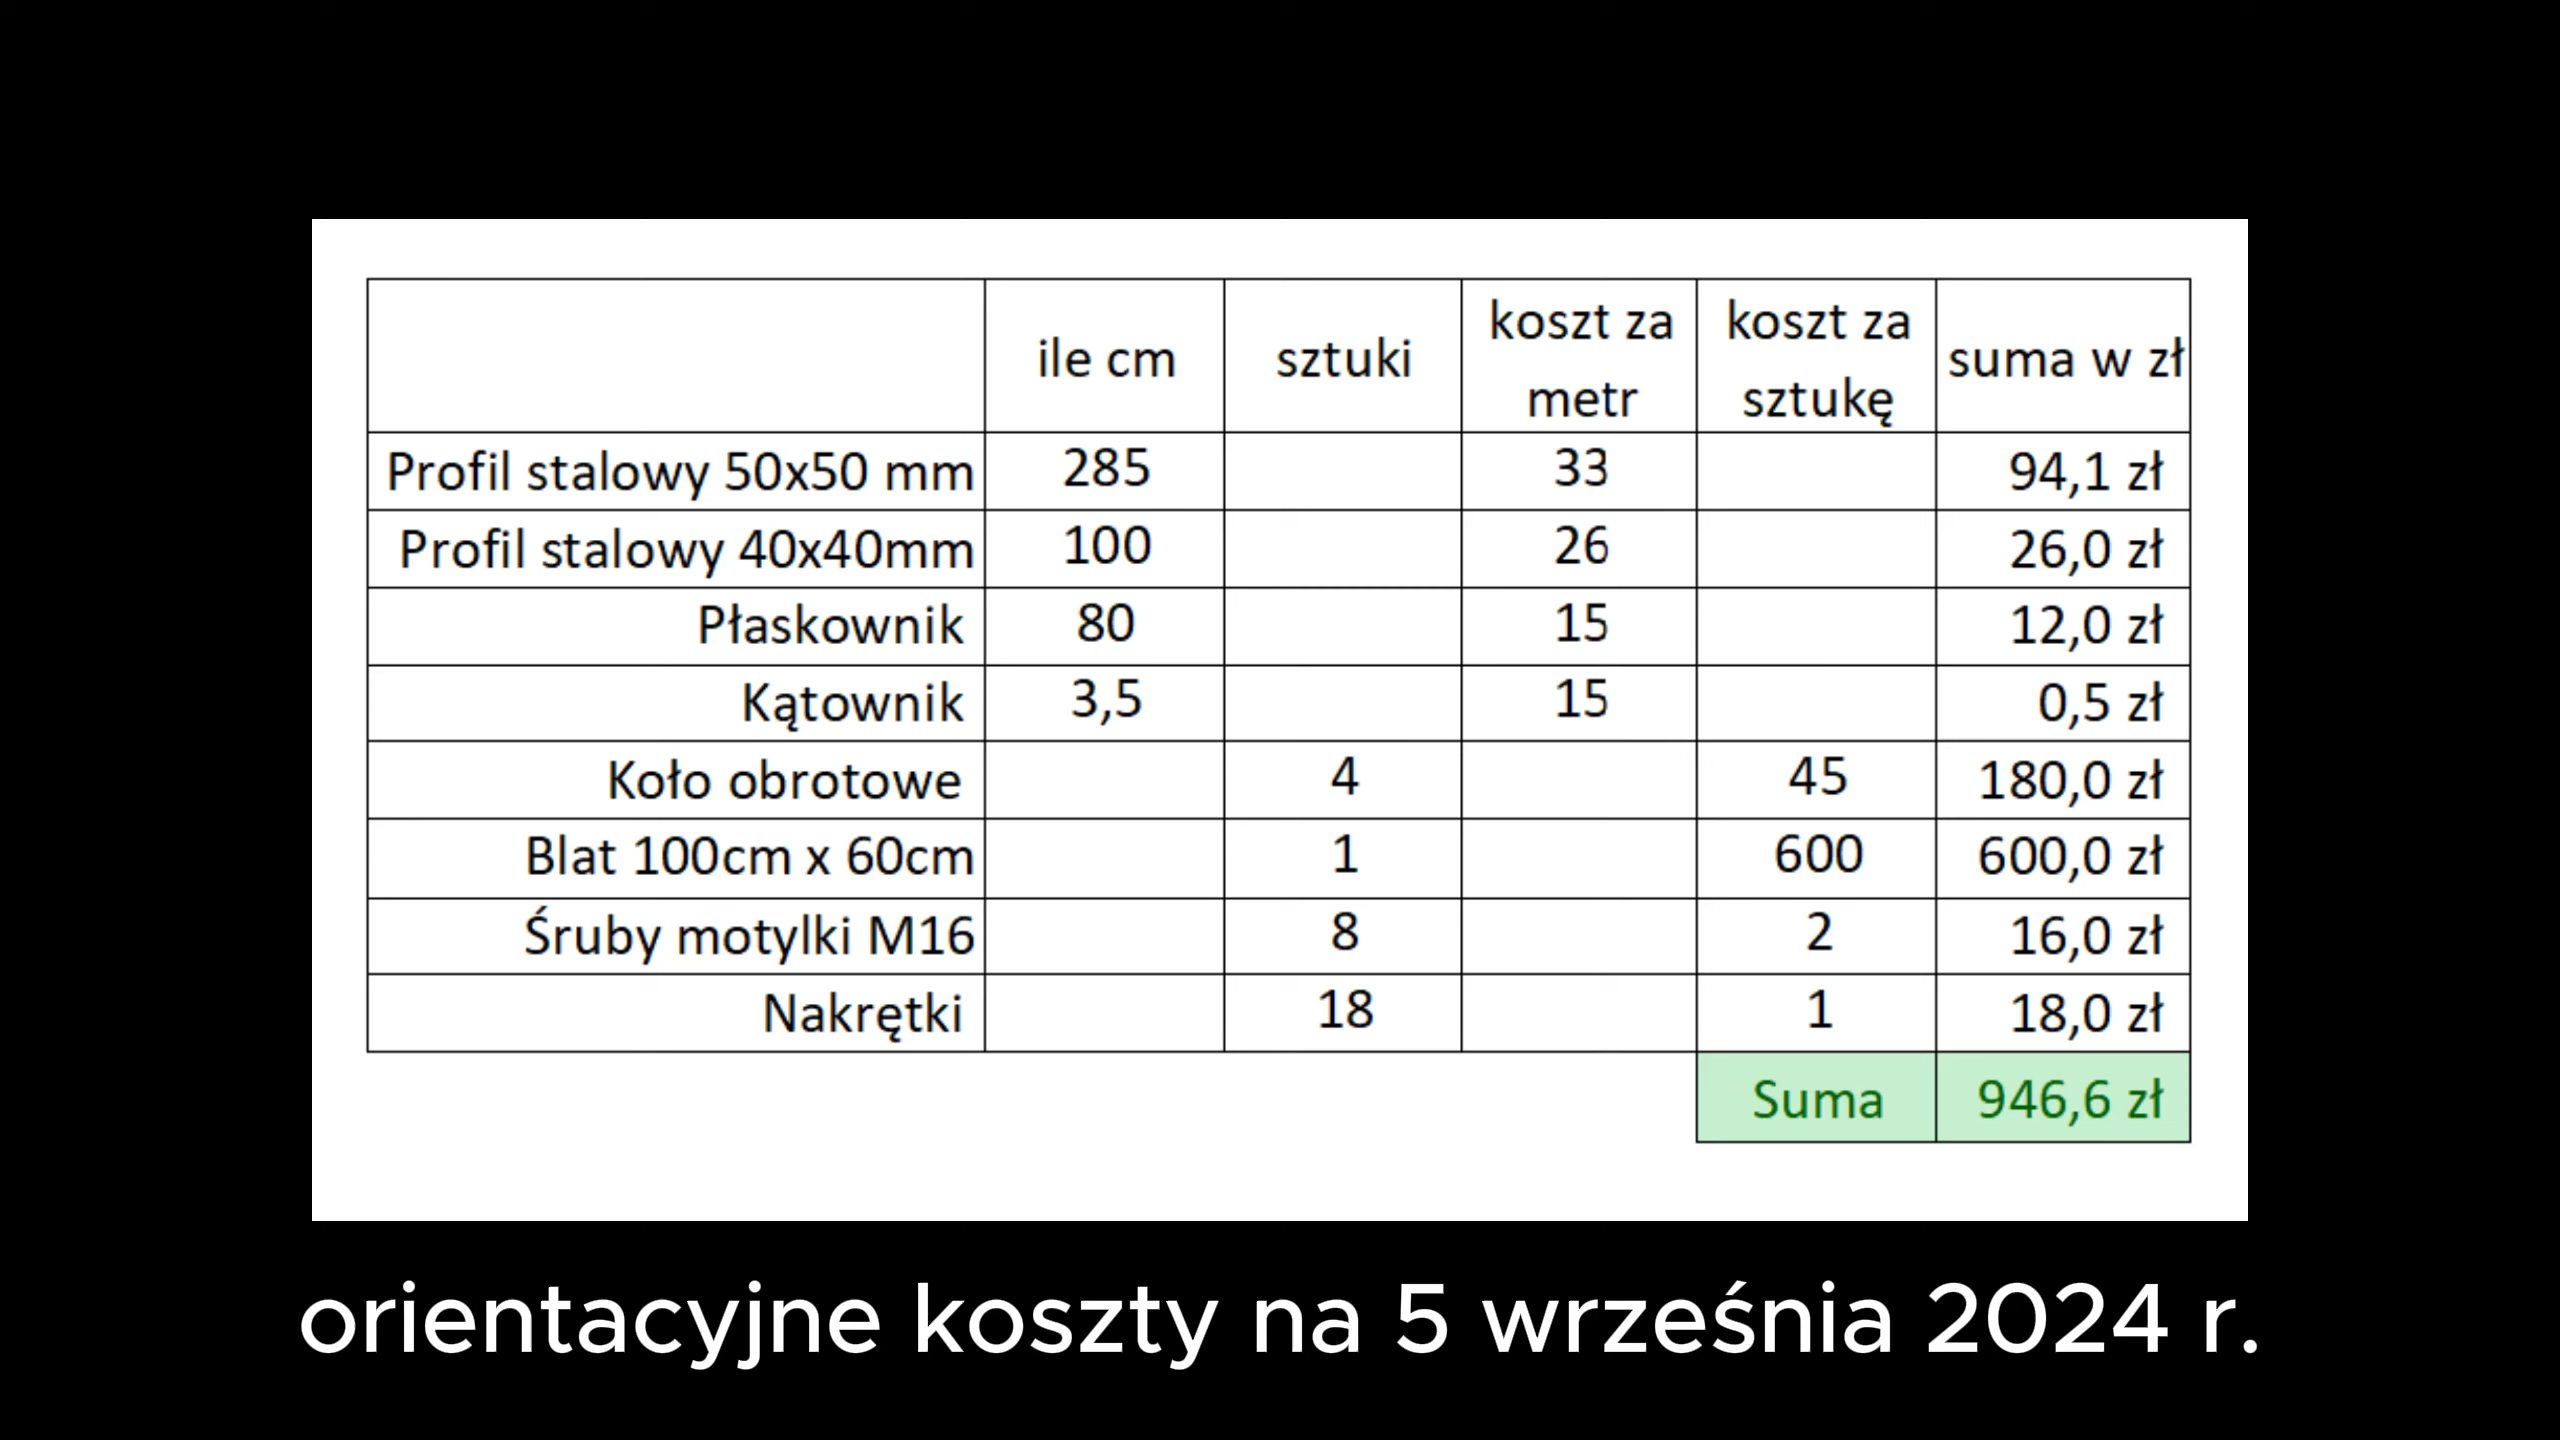 ile cm sztuki koszt za metr koszt za sztukę suma w zł
Profil stalowy 50x50 mm 285 33 94,1 zł
Profil stalowy 40x40mm 100 26 26,0 zł
Płaskownik 80 15 12,0 zł
Kątownik 3,5 15 0,5 zł
Koło obrotowe 4 45 180,0 zł
Blat 100cm x 60cm 1 600 600,0 zł
Śruby motylki M16 8 2 16,0 zł
Nakrętki 18 1 18,0 zł
Suma 946,6 zł
orientacyjne koszty na 5 września 2024 r.